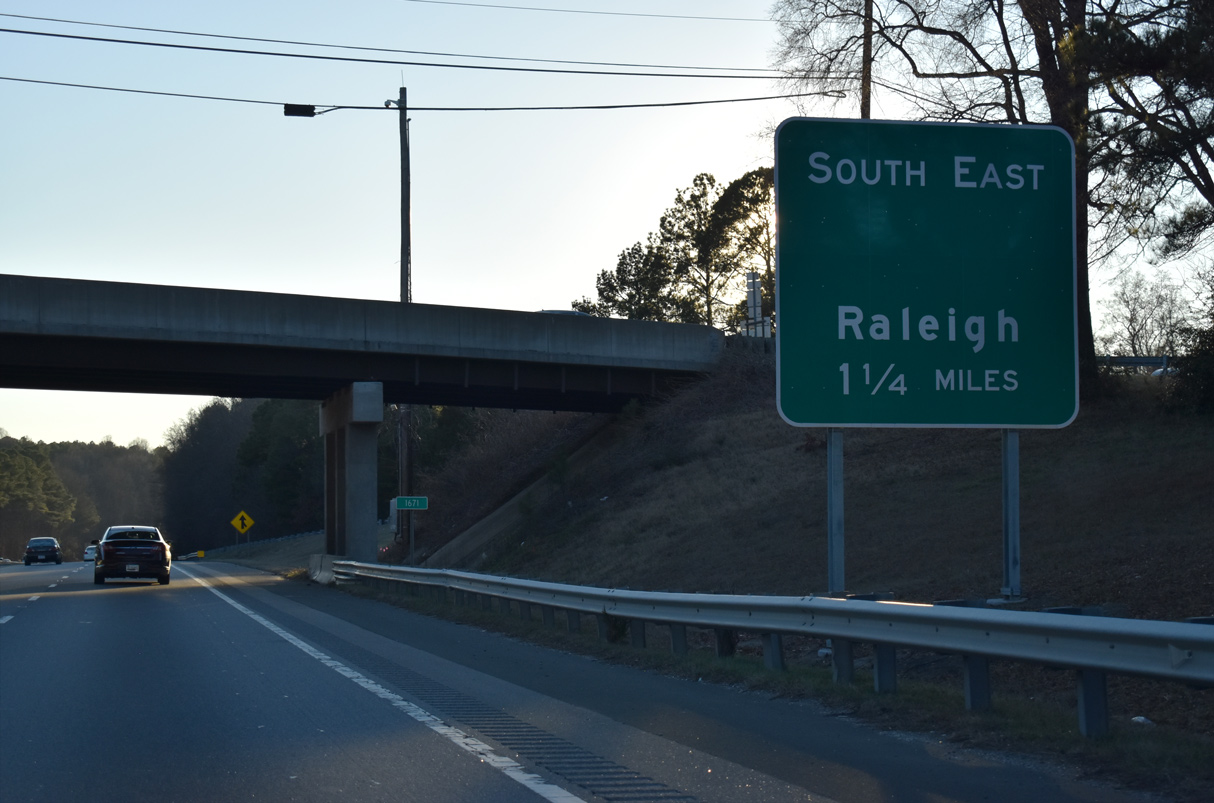 SOUTH EAST
Raleigh
1 1/4 MILES
1671